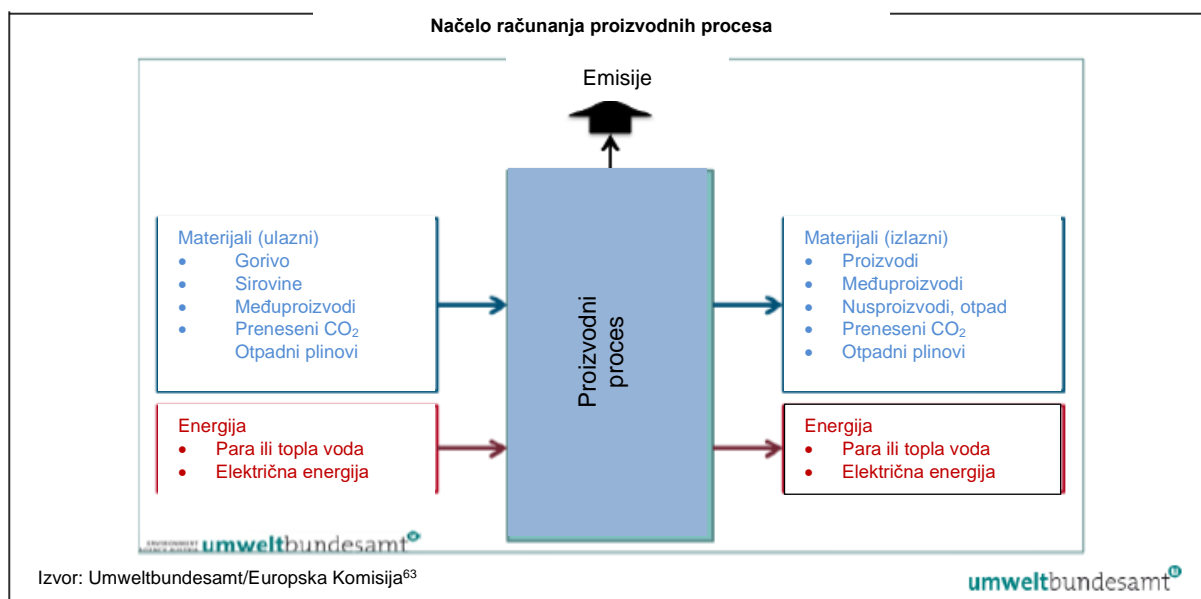 Načelo računanja proizvodnih procesa
Emisije
Materijali (ulazni)
• Gorivo
• Sirovine
• Međuproizvodi
• Preneseni CO₂
Otpadni plinovi
Energija
• Para ili topla voda
• Električna energija
Proizvodni
proces
Materijali (izlazni)
• Proizvodi
• Međuproizvodi
• Nusproizvodi, otpad
• Preneseni CO₂
• Otpadni plinovi
Energija
• Para ili topla voda
• Električna energija
umweltbundesamt
Izvor: Umweltbundesamt/Europska Komisija⁶³
umweltbundesamt